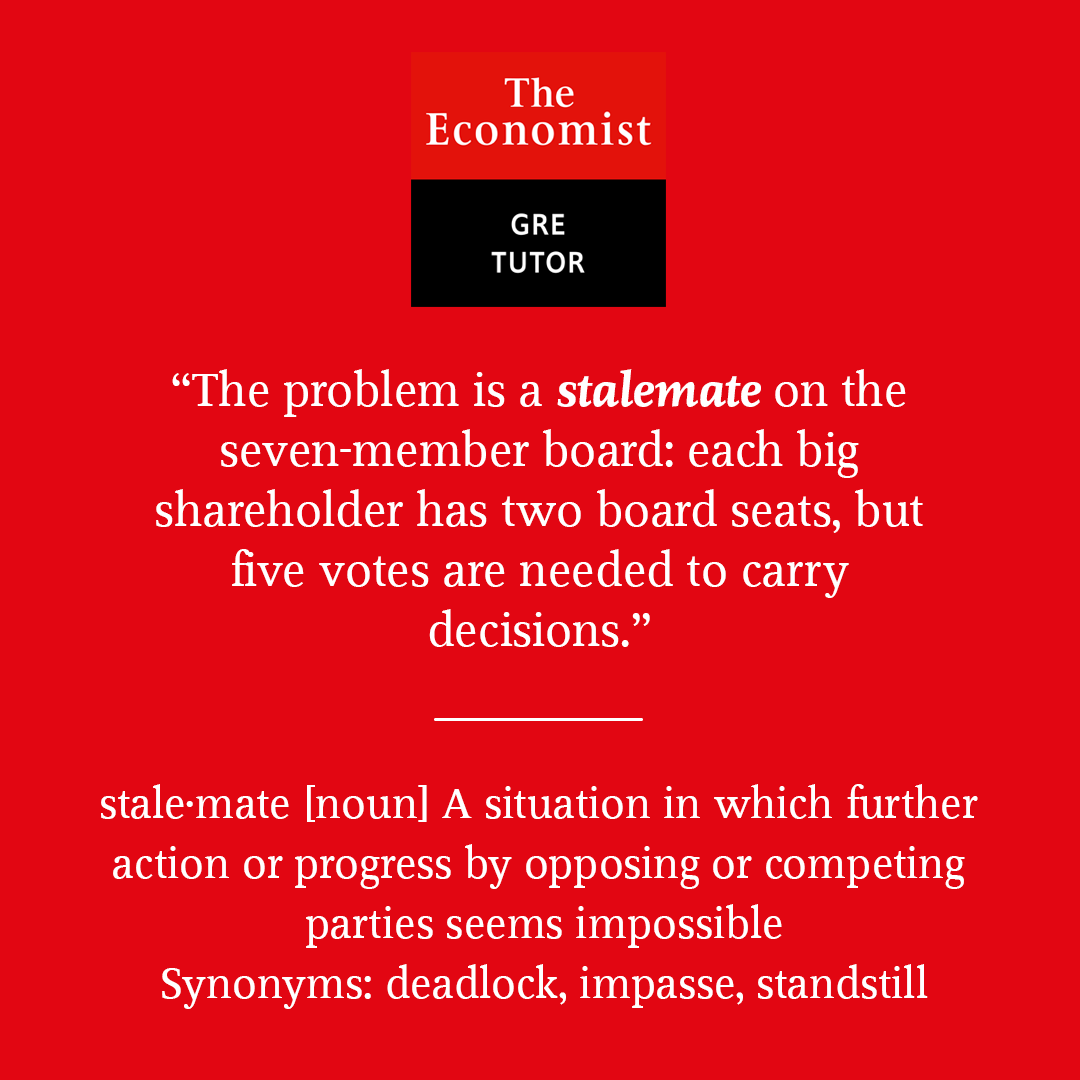 The
Economist
GRE
TUTOR
“The problem is a stalemate on the
seven-member board: each big
shareholder has two board seats, but
five votes are needed to carry
decisions.”
stale·mate [noun] A situation in which further
action or progress by opposing or competing
parties seems impossible
Synonyms: deadlock, impasse, standstill